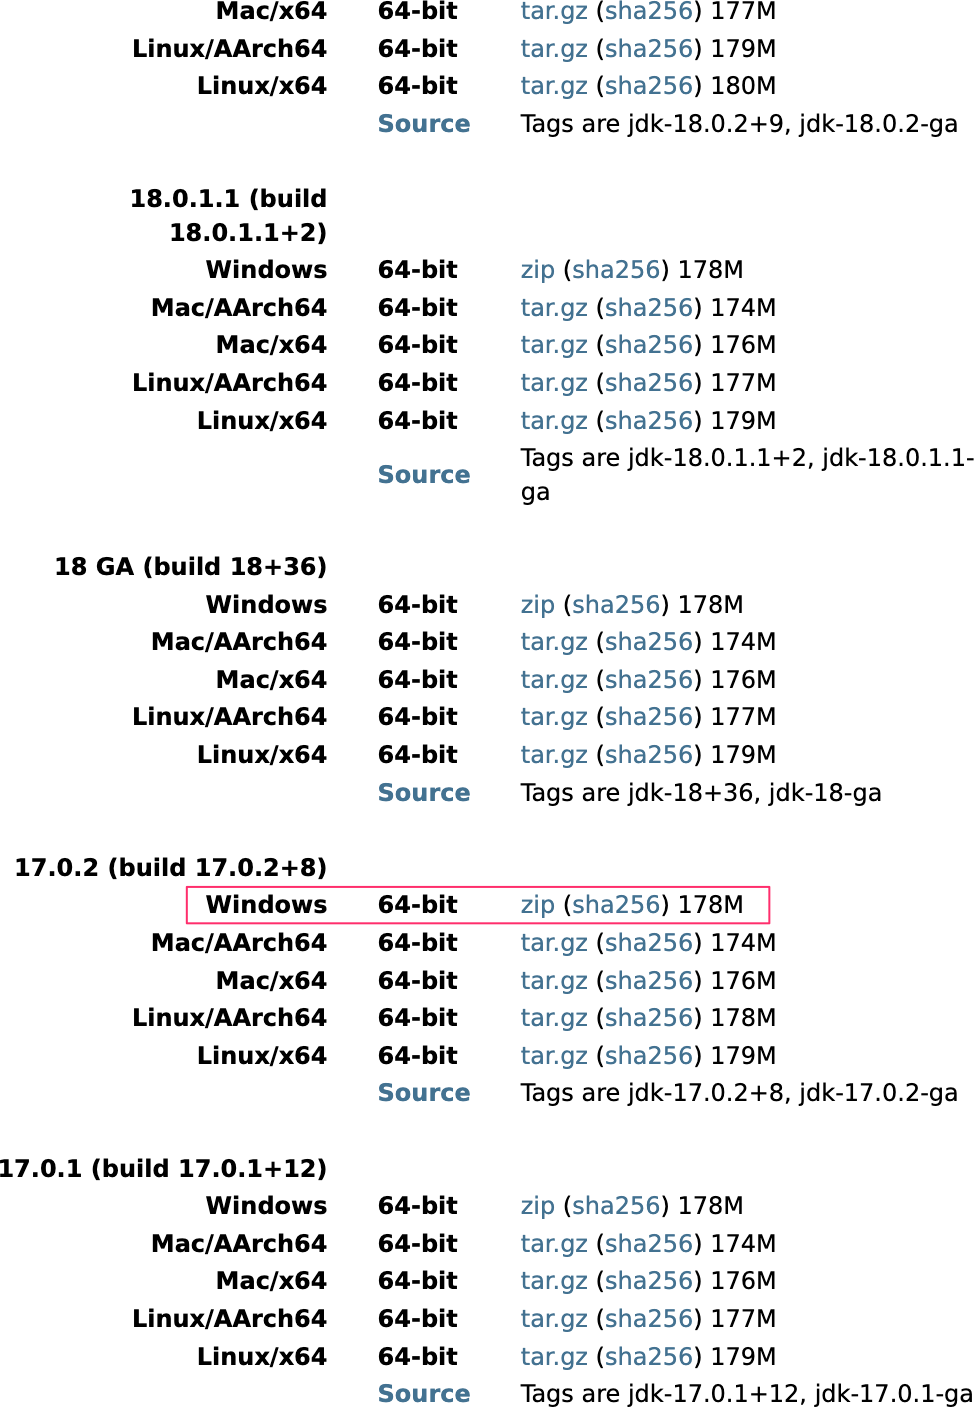 Mac/x64 64-bit tar.gz (sha256) 177M
Linux/AArch64 64-bit tar.gz (sha256) 179M
Linux/x64 64-bit tar.gz (sha256) 180M
Source Tags are jdk-18.0.2+9, jdk-18.0.2-ga
18.0.1.1 (build
18.0.1.1+2)
Windows 64-bit zip (sha256) 178M
Mac/AArch64 64-bit tar.gz (sha256) 174M
Mac/x64 64-bit tar.gz (sha256) 176M
Linux/AArch64 64-bit tar.gz (sha256) 177M
Linux/x64 64-bit tar.gz (sha256) 179M
Source Tags are jdk-18.0.1.1+2, jdk-18.0.1.1-
ga
18 GA (build 18+36)
Windows 64-bit zip (sha256) 178M
Mac/AArch64 64-bit tar.gz (sha256) 174M
Mac/x64 64-bit tar.gz (sha256) 176M
Linux/AArch64 64-bit tar.gz (sha256) 177M
Linux/x64 64-bit tar.gz (sha256) 179M
Source Tags are jdk-18+36, jdk-18-ga
17.0.2 (build 17.0.2+8)
Windows 64-bit zip (sha256) 178M
Mac/AArch64 64-bit tar.gz (sha256) 174M
Mac/x64 64-bit tar.gz (sha256) 176M
Linux/AArch64 64-bit tar.gz (sha256) 178M
Linux/x64 64-bit tar.gz (sha256) 179M
Source Tags are jdk-17.0.2+8, jdk-17.0.2-ga
17.0.1 (build 17.0.1+12)
Windows 64-bit zip (sha256) 178M
Mac/AArch64 64-bit tar.gz (sha256) 174M
Mac/x64 64-bit tar.gz (sha256) 176M
Linux/AArch64 64-bit tar.gz (sha256) 177M
Linux/x64 64-bit tar.gz (sha256) 179M
Source Tags are jdk-17.0.1+12, jdk-17.0.1-ga